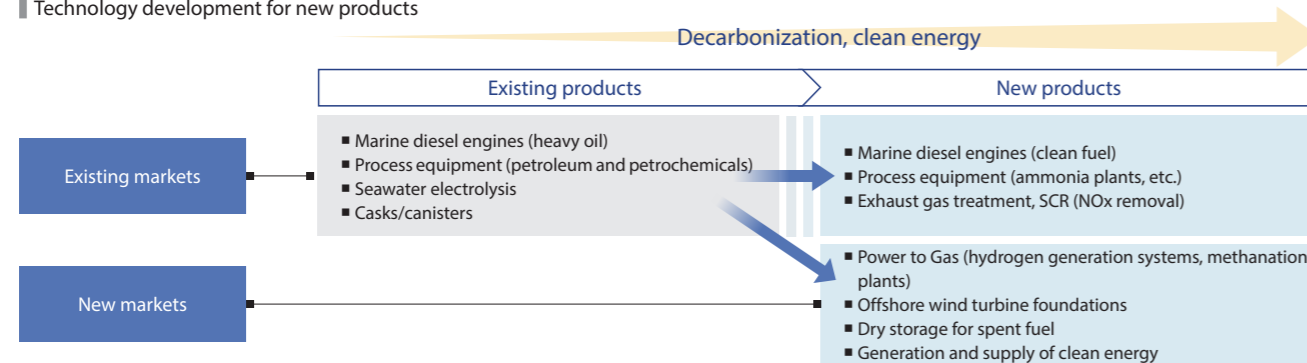 Technology development for new products
Decarbonization, clean energy
Existing products
New products
Existing markets
■ Marine diesel engines (heavy oil)
■ Process equipment (petroleum and petrochemicals)
■ Seawater electrolysis
■ Casks/canisters
■ Marine diesel engines (clean fuel)
■ Process equipment (ammonia plants, etc.)
■ Exhaust gas treatment, SCR (NOx removal)
New markets
■ Power to Gas (hydrogen generation systems, methanation
plants)
■ Offshore wind turbine foundations
■ Dry storage for spent fuel
■ Generation and supply of clean energy